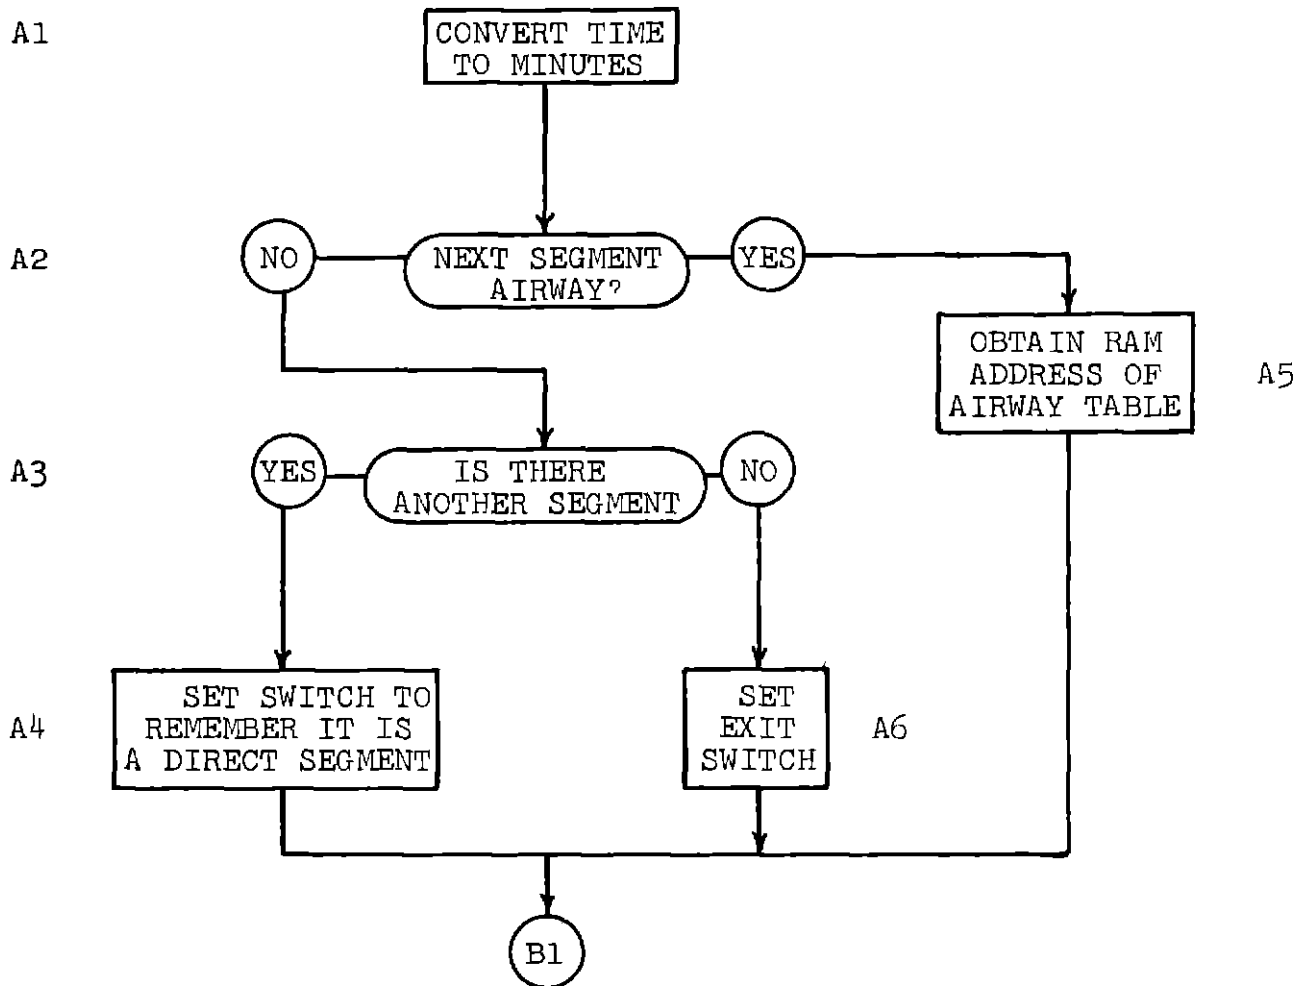 A1
CONVERT TIME
TO MINUTES
A2
NO
NEXT SEGMENT
AIRWAY?
YES
OBTAIN RAM
ADDRESS OF
AIRWAY TABLE
A5
A3
YES
IS THERE
ANOTHER SEGMENT
NO
A4
SET SWITCH TO
REMEMBER IT IS
A DIRECT SEGMENT
SET
EXIT
SWITCH
A6
B1